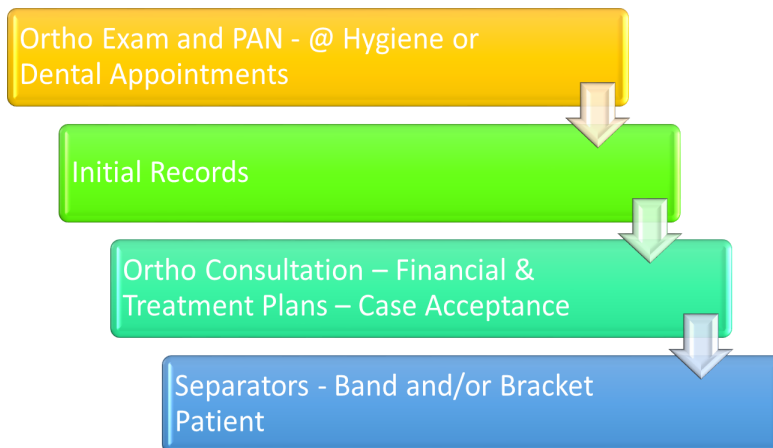 Ortho Exam and PAN - @ Hygiene or
Dental Appointments
Initial Records
Ortho Consultation – Financial &
Treatment Plans – Case Acceptance
Separators - Band and/or Bracket
Patient